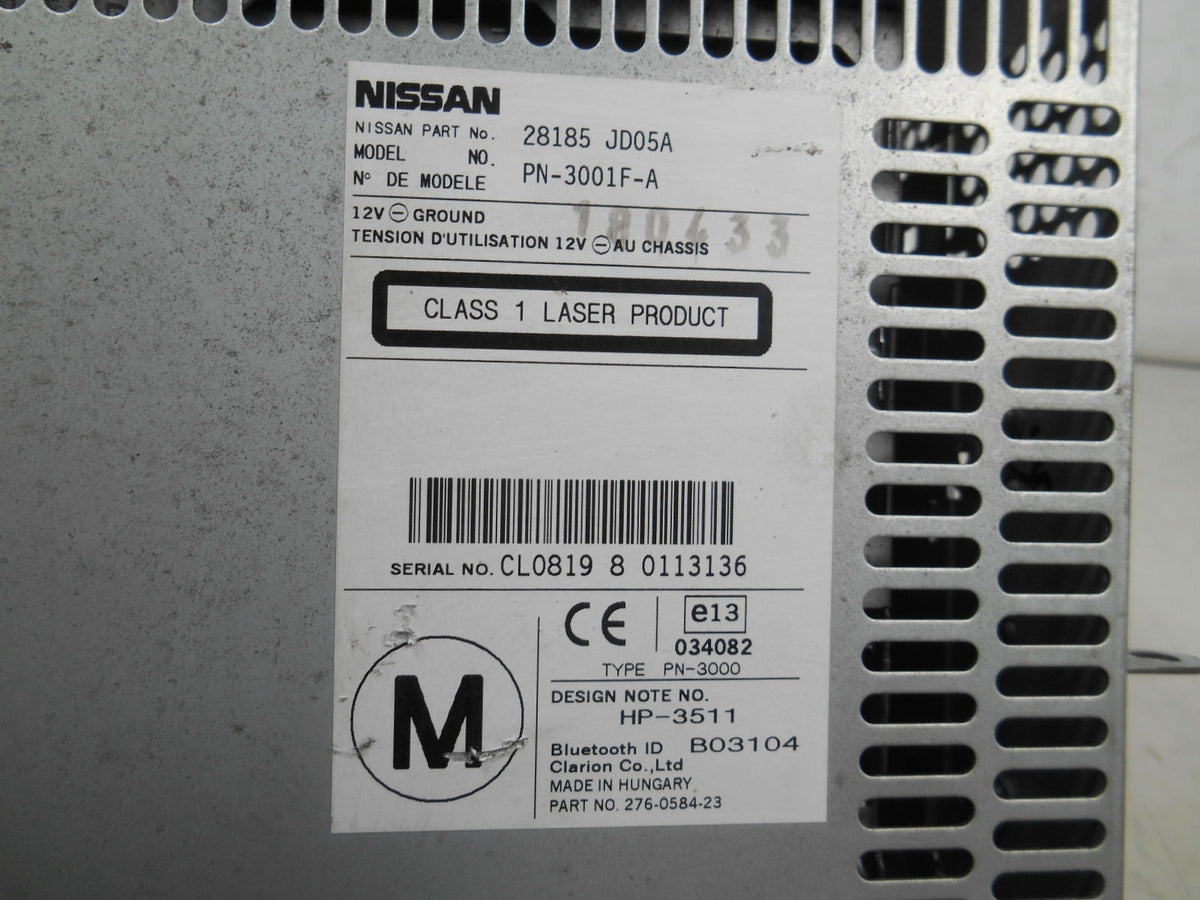 NISSAN
NISSAN PART No. 28185 JD05A
MODEL NO.
N° DE MODELE PN-3001F-A
180433
12V ⊖ GROUND
TENSION D'UTILISATION 12V ⊖ AU CHASSIS
CLASS 1 LASER PRODUCT
SERIAL NO. CL0819 8 0113136
CE e13
034082
TYPE PN-3000
M
DESIGN NOTE NO.
HP-3511
Bluetooth ID B03104
Clarion Co.,Ltd
MADE IN HUNGARY
PART NO. 276-0584-23